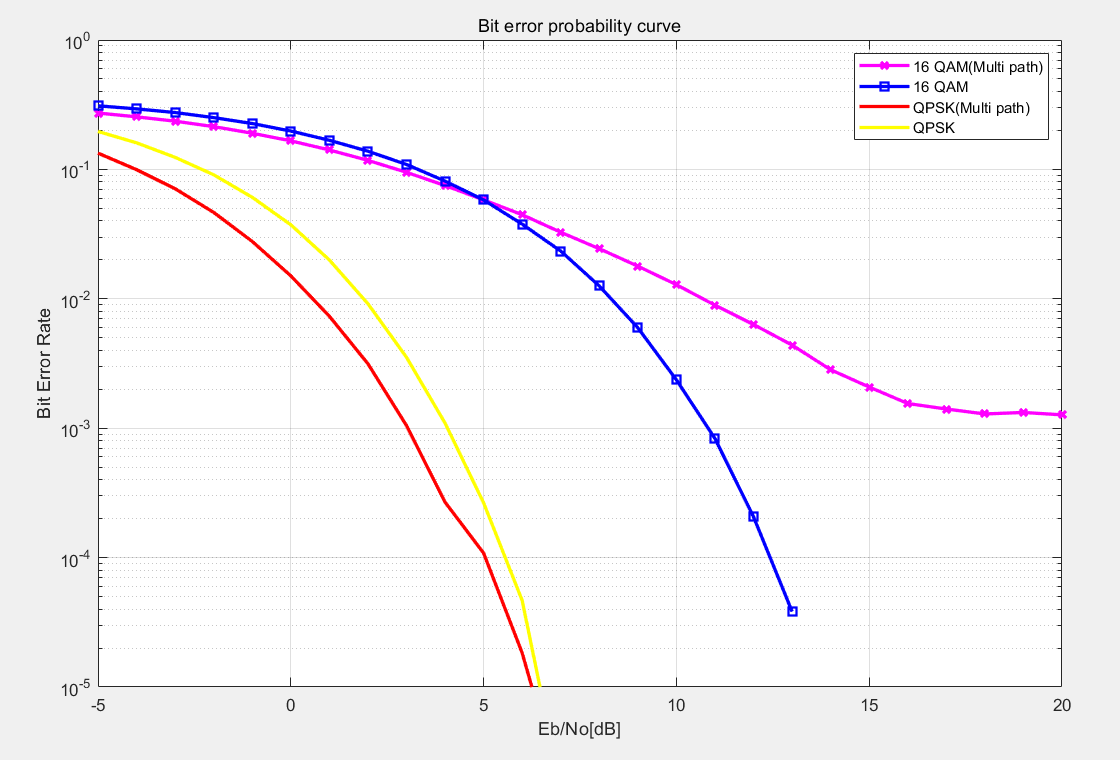 Bit error probability curve
16 QAM(Multi path)
16 QAM
QPSK(Multi path)
QPSK
10^0
10^-1
10^-2
10^-3
10^-4
10^-5
Bit Error Rate
-5 0 5 10 15 20
Eb/No[dB]